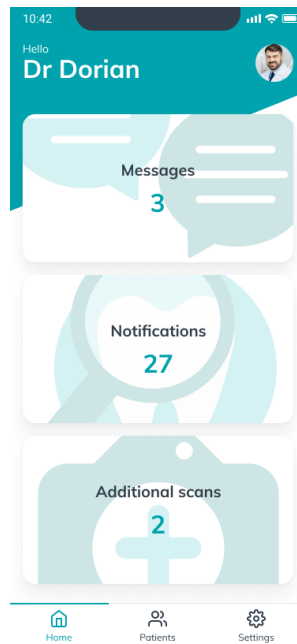 10:42
Hello
Dr Dorian
Messages
3
Notifications
27
Additional scans
2
Home
Patients
Settings